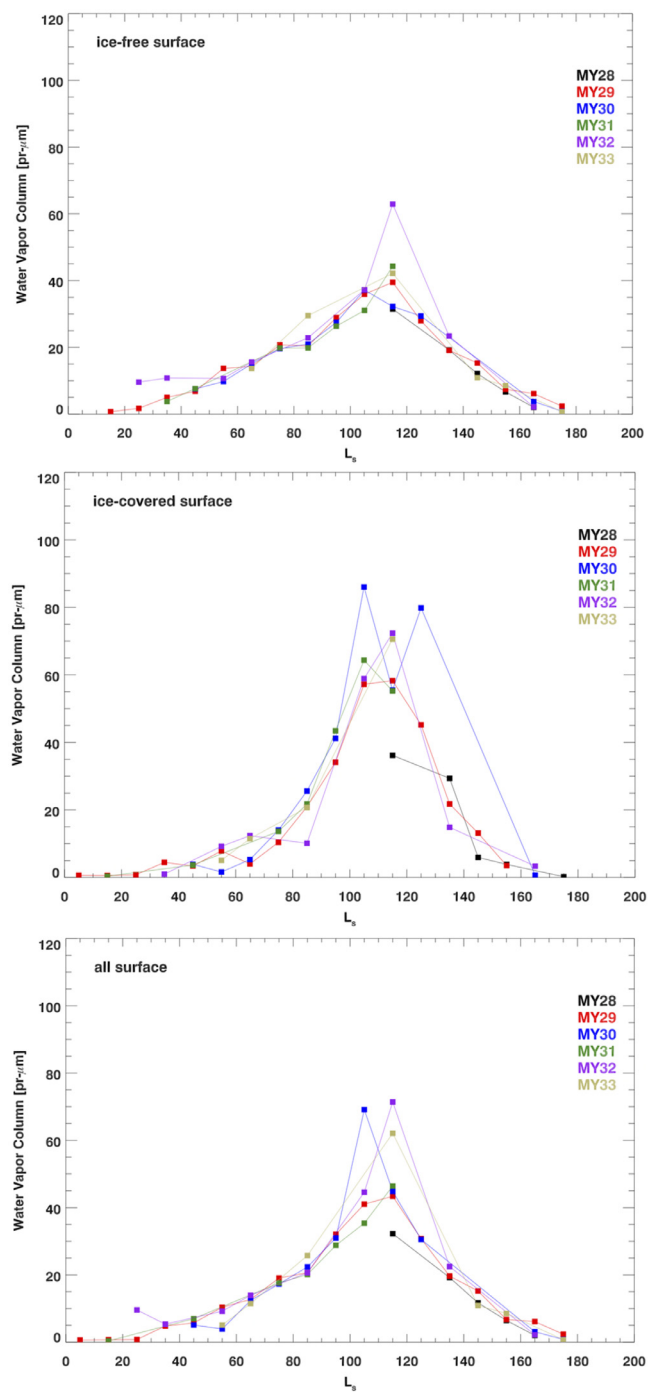 ice-free surface
MY28
MY29
MY30
MY31
MY32
MY33
Water Vapor Column [pr-μm]
120
100
80
60
40
20
0
0 20 40 60 80 100 120 140 160 180 200
Ls
ice-covered surface
MY28
MY29
MY30
MY31
MY32
MY33
Water Vapor Column [pr-μm]
120
100
80
60
40
20
0
0 20 40 60 80 100 120 140 160 180 200
Ls
all surface
MY28
MY29
MY30
MY31
MY32
MY33
Water Vapor Column [pr-μm]
120
100
80
60
40
20
0
0 20 40 60 80 100 120 140 160 180 200
Ls